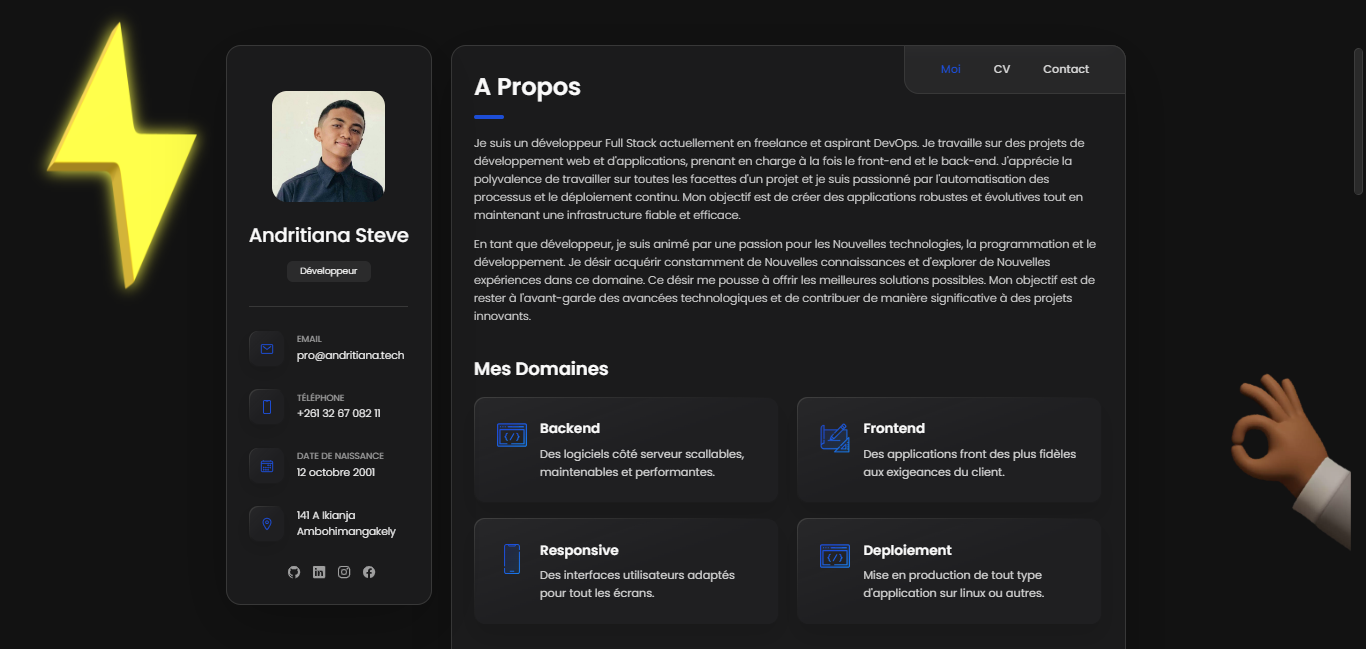 Andritiana Steve
Développeur
EMAIL
pro@andritiana.tech
TÉLÉPHONE
+261 32 67 082 11
DATE DE NAISSANCE
12 octobre 2001
141 A Ikianja
Ambohimangakely
Moi CV Contact
A Propos
Je suis un développeur Full Stack actuellement en freelance et aspirant DevOps. Je travaille sur des projets de
développement web et d'applications, prenant en charge à la fois le front-end et le back-end. J'apprécie la
polyvalence de travailler sur toutes les facettes d'un projet et je suis passionné par l'automatisation des
processus et le déploiement continu. Mon objectif est de créer des applications robustes et évolutives tout en
maintenant une infrastructure fiable et efficace.
En tant que développeur, je suis animé par une passion pour les Nouvelles technologies, la programmation et le
développement. Je désir acquérir constamment de Nouvelles connaissances et d'explorer de Nouvelles
expériences dans ce domaine. Ce désir me pousse à offrir les meilleures solutions possibles. Mon objectif est de
rester à l'avant-garde des avancées technologiques et de contribuer de manière significative à des projets
innovants.
Mes Domaines
Backend
Des logiciels côté serveur scallables,
maintenables et performantes.
Frontend
Des applications front des plus fidèles
aux exigeances du client.
Responsive
Des interfaces utilisateurs adaptés
pour tout les écrans.
Deploiement
Mise en production de tout type
d'application sur linux ou autres.